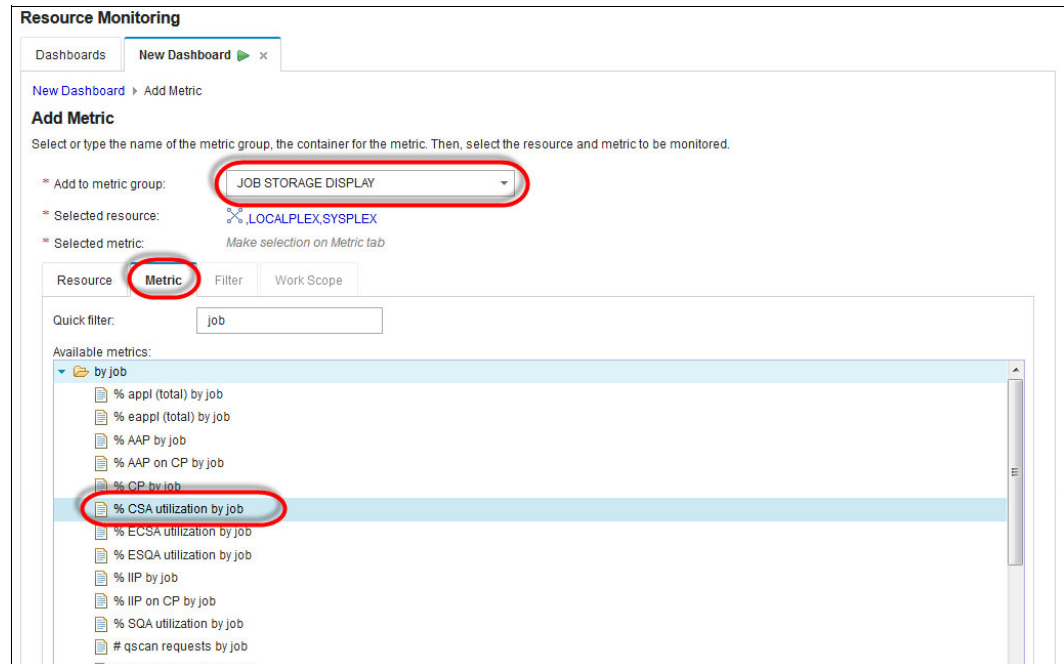 Resource Monitoring
Dashboards New Dashboard ×
New Dashboard Add Metric
Add Metric
Select or type the name of the metric group, the container for the metric. Then, select the resource and metric to be monitored.
* Add to metric group: JOB STORAGE DISPLAY
* Selected resource: ,LOCALPLEX,SYSPLEX
* Selected metric: Make selection on Metric tab
Resource Metric Filter Work Scope
Quick filter: job
Available metrics:
by job
% appl (total) by job
% eappl (total) by job
% AAP by job
% AAP on CP by job
% CP by job
% CSA utilization by job
% ECSA utilization by job
% ESQA utilization by job
% IIP by job
% IIP on CP by job
% SQA utilization by job
# qscan requests by job